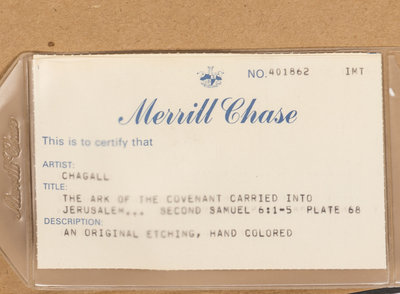 NO. 401862 IMT
Merrill Chase
This is to certify that
ARTIST:
CHAGALL
TITLE:
THE ARK OF THE COVENANT CARRIED INTO
JERUSALEM... SECOND SAMUEL 6:1-5 PLATE 68
DESCRIPTION:
AN ORIGINAL ETCHING, HAND COLORED
Merrill Chase